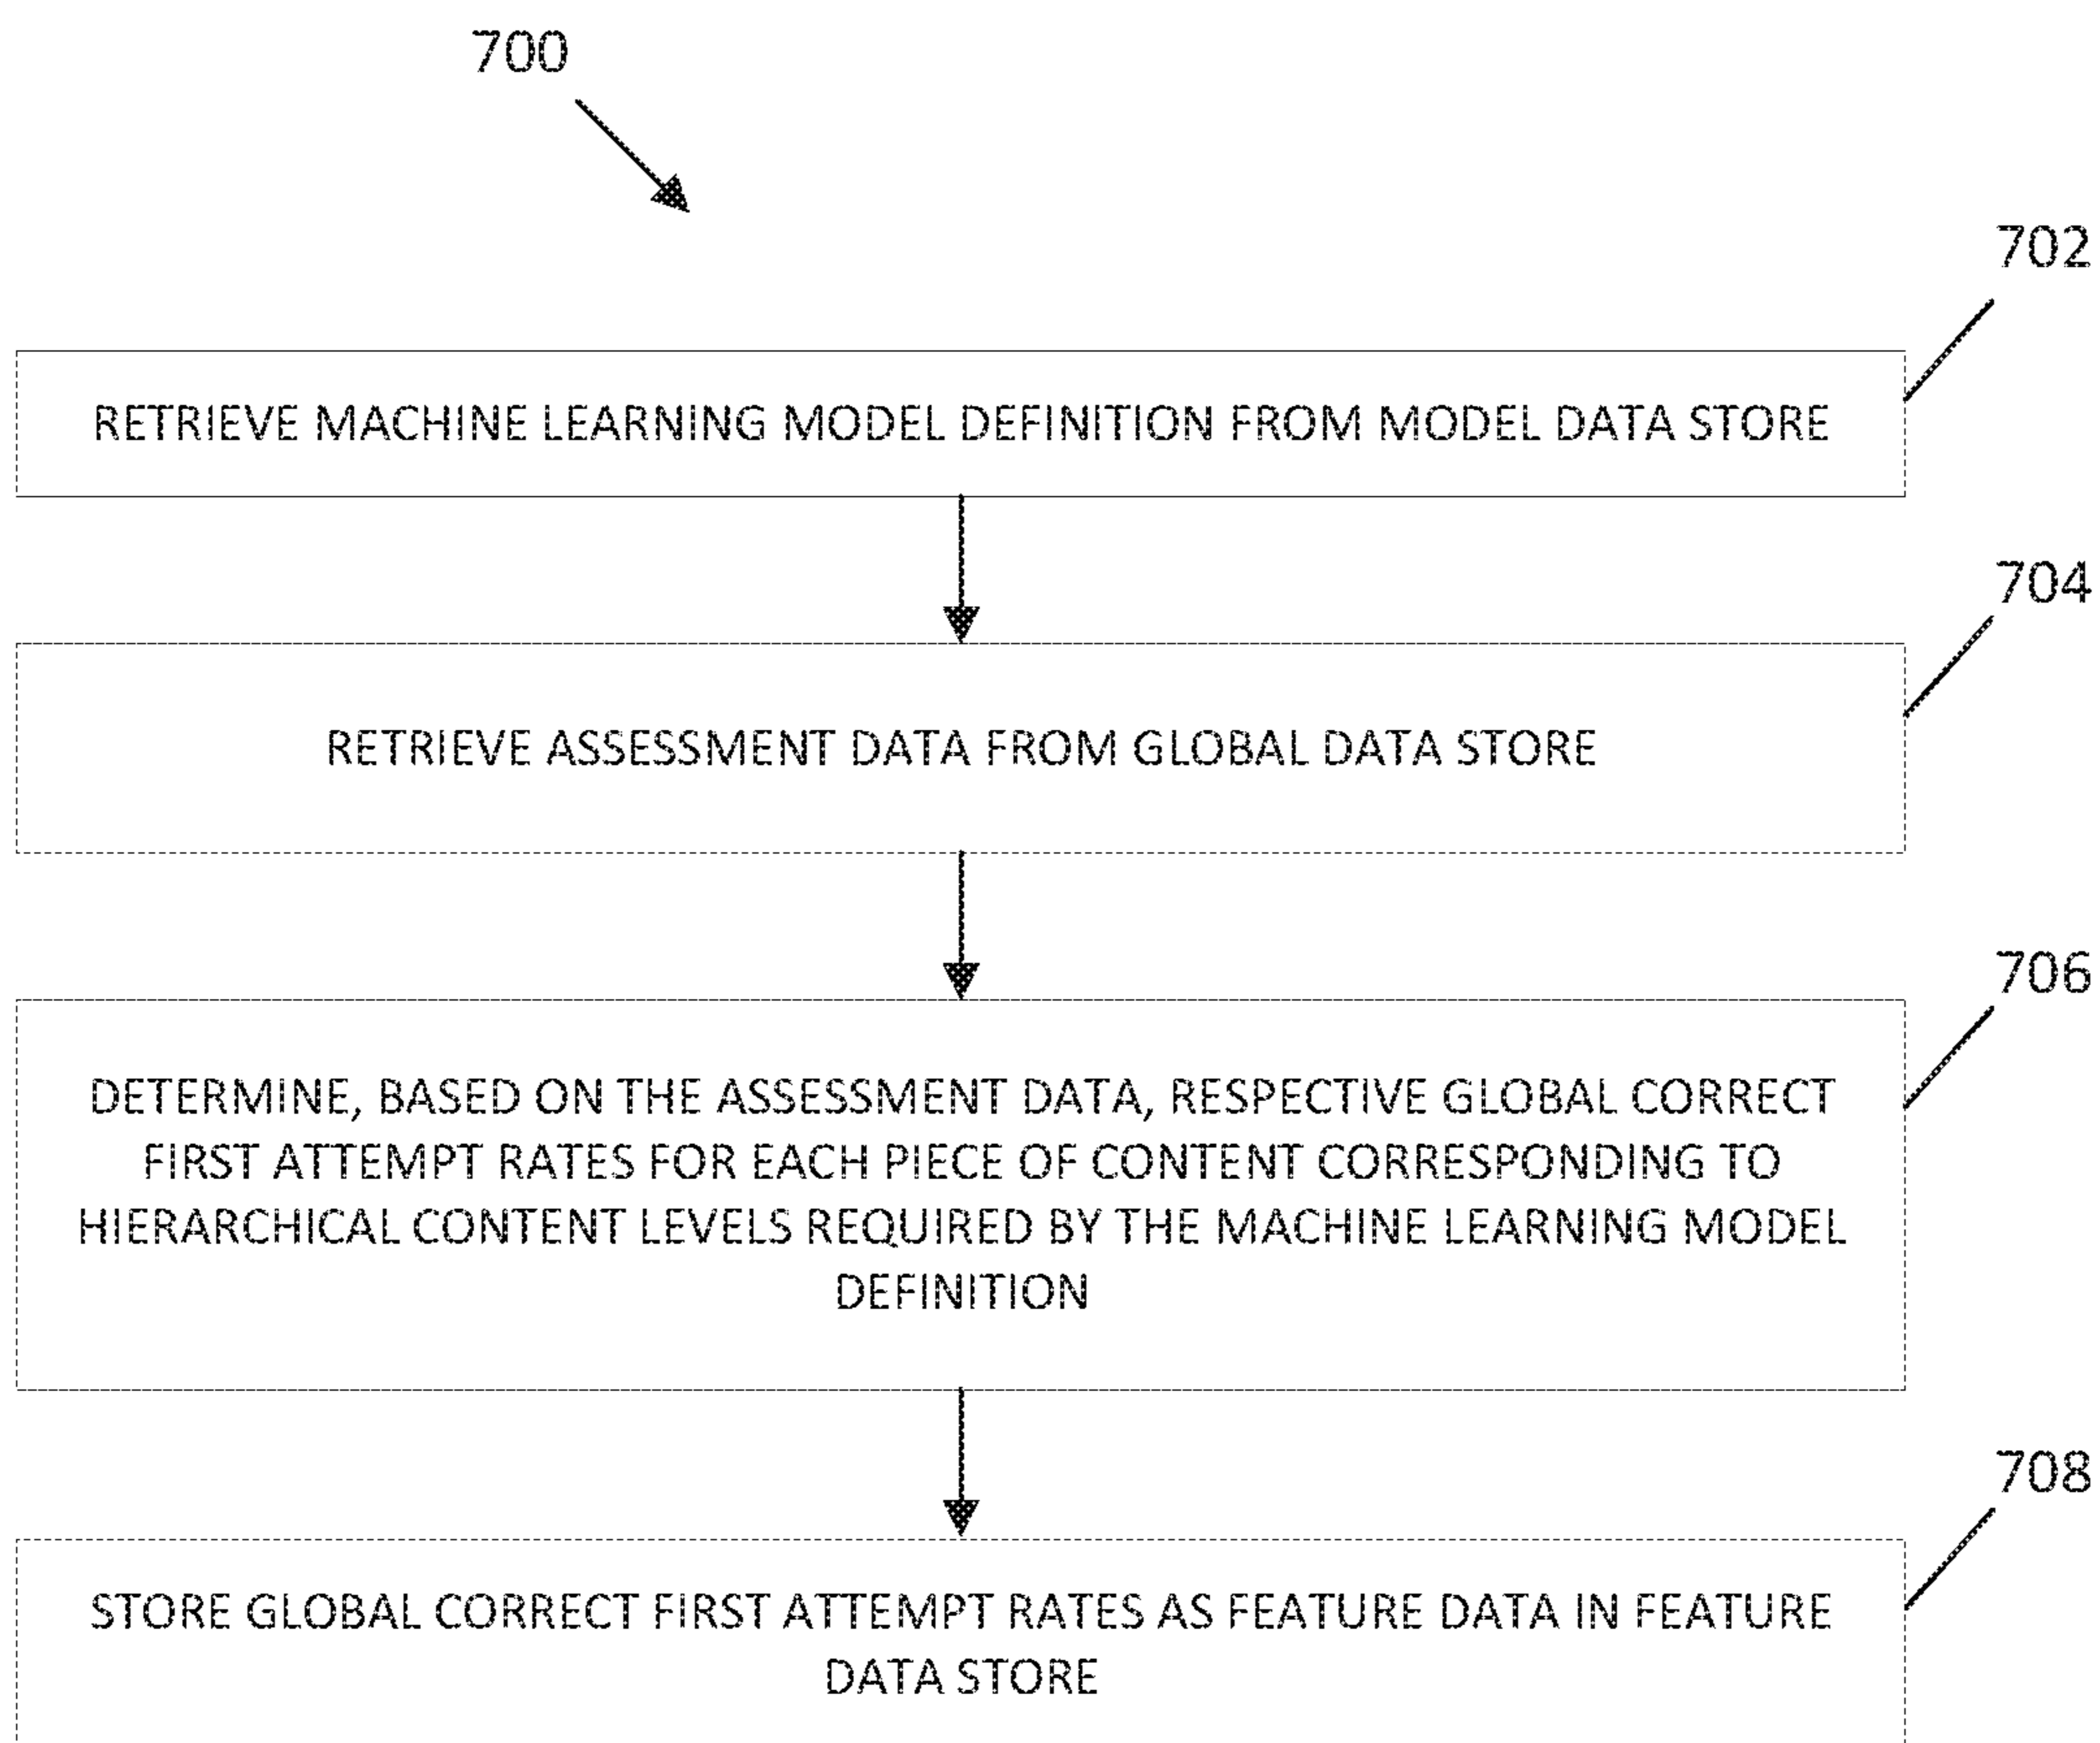 700
702
RETRIEVE MACHINE LEARNING MODEL DEFINITION FROM MODEL DATA STORE
704
RETRIEVE ASSESSMENT DATA FROM GLOBAL DATA STORE
706
DETERMINE, BASED ON THE ASSESSMENT DATA, RESPECTIVE GLOBAL CORRECT
FIRST ATTEMPT RATES FOR EACH PIECE OF CONTENT CORRESPONDING TO
HIERARCHICAL CONTENT LEVELS REQUIRED BY THE MACHINE LEARNING MODEL
DEFINITION
708
STORE GLOBAL CORRECT FIRST ATTEMPT RATES AS FEATURE DATA IN FEATURE
DATA STORE